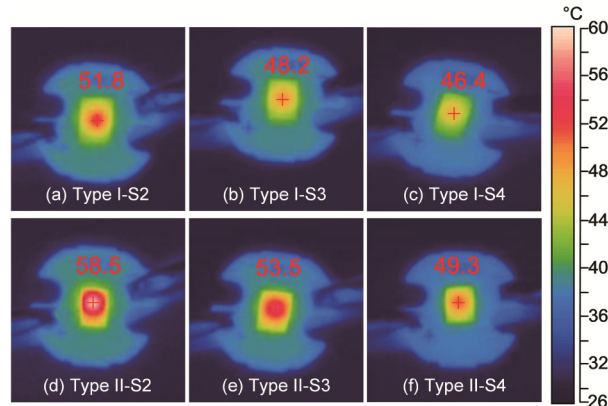 °C
51.8
48.2
46.4
(a) Type I-S2
(b) Type I-S3
(c) Type I-S4
58.5
53.5
49.3
(d) Type II-S2
(e) Type II-S3
(f) Type II-S4
60
56
52
48
44
40
36
32
28
26